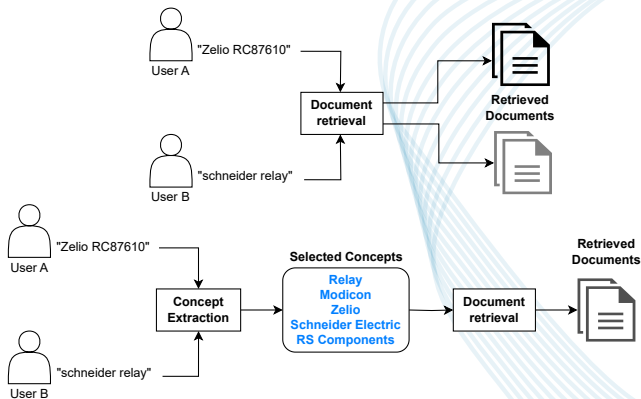 "Zelio RC87610"
User A
Document
retrieval
Retrieved
Documents
"schneider relay"
User B
"Zelio RC87610"
User A
Concept
Extraction
"schneider relay"
User B
Selected Concepts
Relay
Modicon
Zelio
Schneider Electric
RS Components
Document
retrieval
Retrieved
Documents